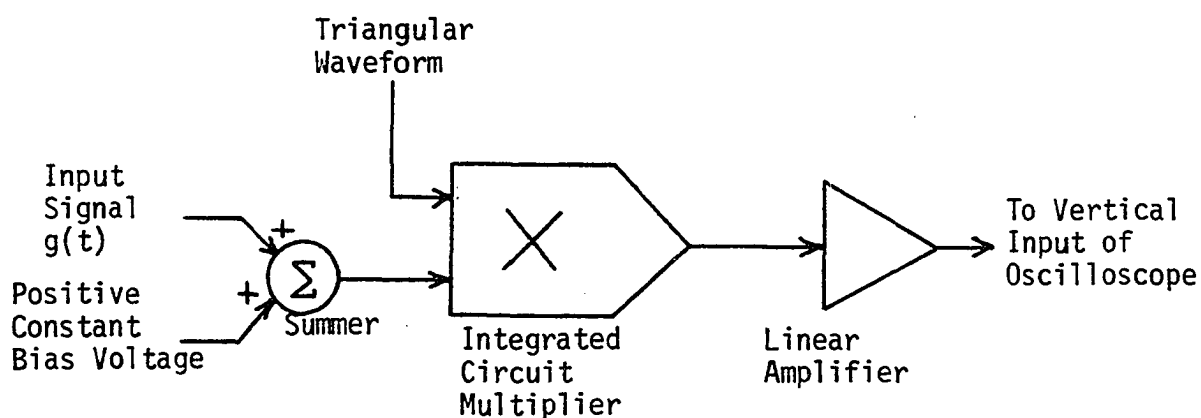 Triangular
Waveform
Input
Signal
g(t)
+
+
Σ
Positive
Constant
Bias Voltage
Summer
X
Integrated
Circuit
Multiplier
Linear
Amplifier
To Vertical
Input of
Oscilloscope